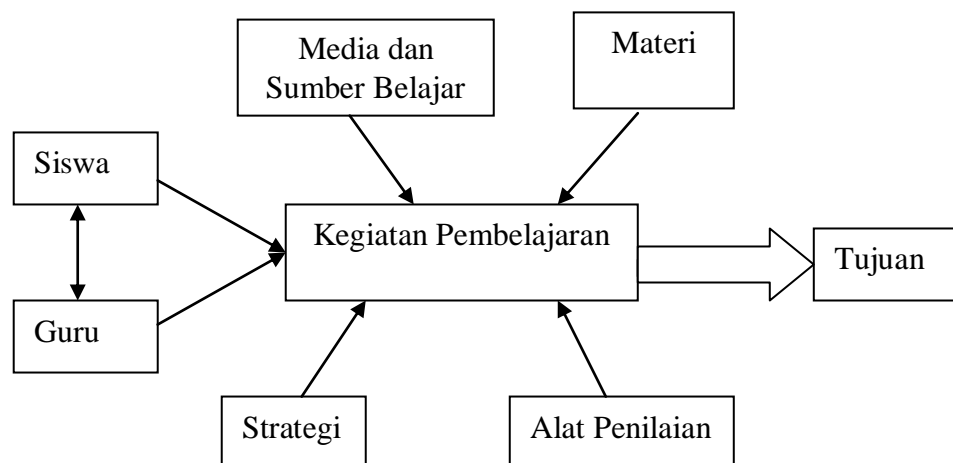 Media dan
Sumber Belajar
Materi
Siswa
Kegiatan Pembelajaran
Tujuan
Guru
Strategi
Alat Penilaian